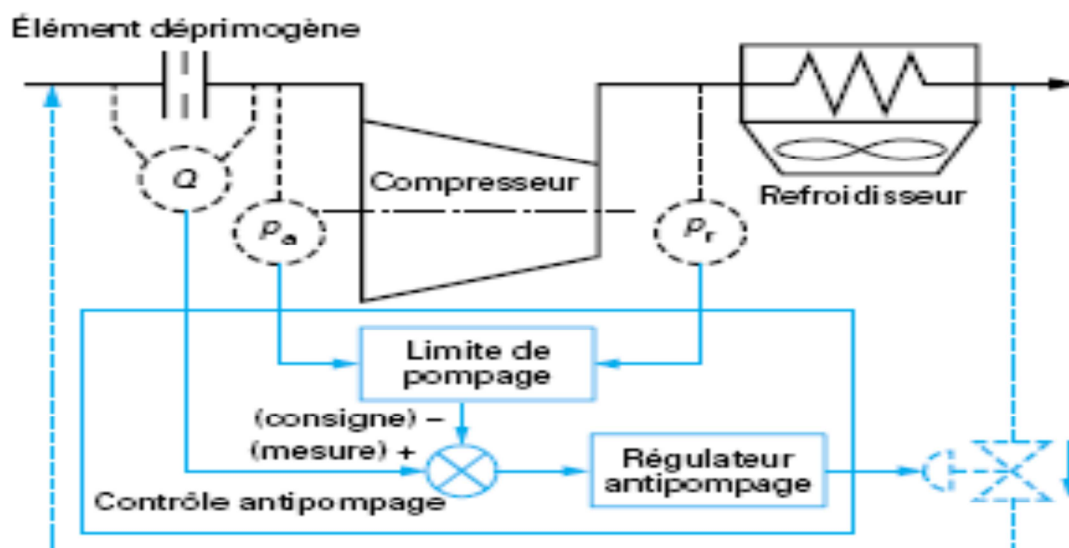 Élément déprimogène
Q
Compresseur
Refroidisseur
pa
pr
Limite de
pompage
(consigne) –
(mesure) +
Régulateur
antipompage
Contrôle antipompage